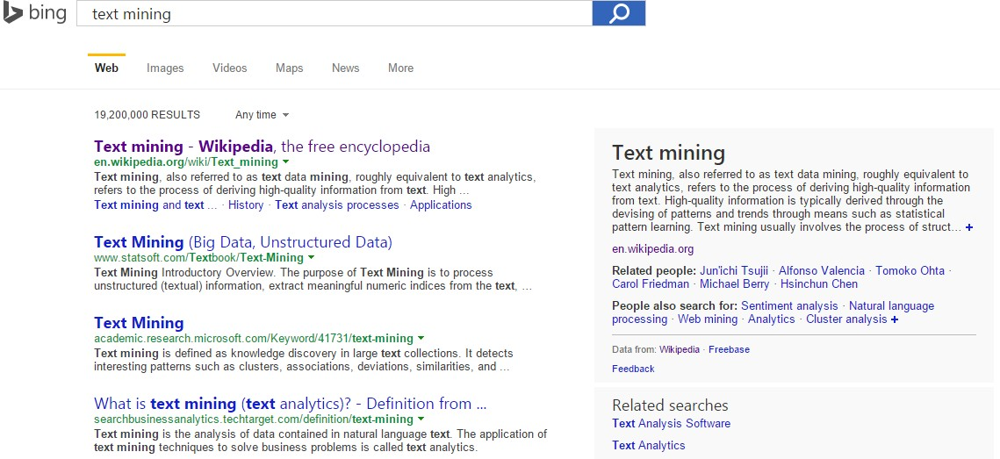 bing
text mining
Web Images Videos Maps News More
19,200,000 RESULTS Any time
Text mining - Wikipedia, the free encyclopedia
en.wikipedia.org/wiki/Text_mining
Text mining, also referred to as text data mining, roughly equivalent to text analytics,
refers to the process of deriving high-quality information from text. High ...
Text mining and text ... · History · Text analysis processes · Applications
Text Mining (Big Data, Unstructured Data)
www.statsoft.com/Textbook/Text-Mining
Text Mining Introductory Overview. The purpose of Text Mining is to process
unstructured (textual) information, extract meaningful numeric indices from the text, ...
Text Mining
academic.research.microsoft.com/Keyword/41731/text-mining
Text mining is defined as knowledge discovery in large text collections. It detects
interesting patterns such as clusters, associations, deviations, similarities, and ...
What is text mining (text analytics)? - Definition from ...
searchbusinessanalytics.techtarget.com/definition/text-mining
Text mining is the analysis of data contained in natural language text. The application of
text mining techniques to solve business problems is called text analytics.
Text mining
Text mining, also referred to as text data mining, roughly equivalent to
text analytics, refers to the process of deriving high-quality information
from text. High-quality information is typically derived through the
devising of patterns and trends through means such as statistical
pattern learning. Text mining usually involves the process of struct... +
en.wikipedia.org
Related people: Jun'ichi Tsujii · Alfonso Valencia · Tomoko Ohta ·
Carol Friedman · Michael Berry · Hsinchun Chen
People also search for: Sentiment analysis · Natural language
processing · Web mining · Analytics · Cluster analysis +
Data from: Wikipedia · Freebase
Feedback
Related searches
Text Analysis Software
Text Analytics